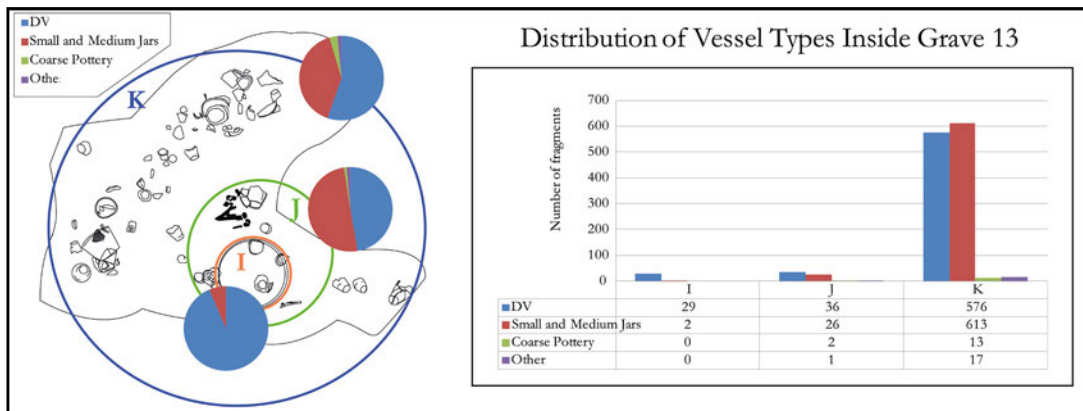 DV
Small and Medium Jars
Coarse Pottery
Othe
K
J
I
Distribution of Vessel Types Inside Grave 13
Number of fragments
700
600
500
400
300
200
100
0
I J K
DV 29 36 576
Small and Medium Jars 2 26 613
Coarse Pottery 0 2 13
Other 0 1 17